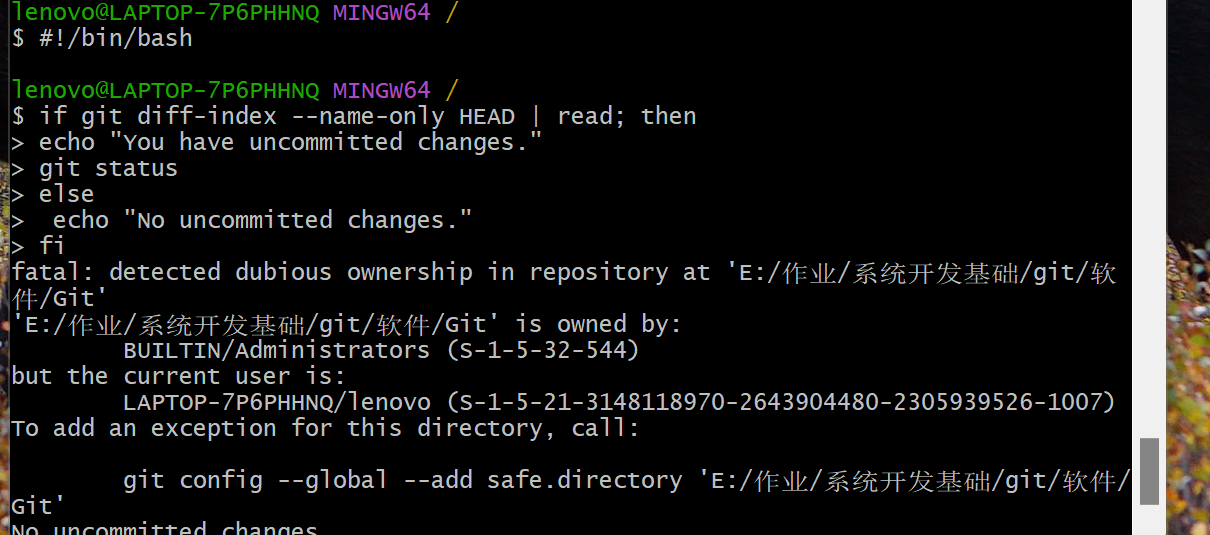 lenovo@LAPTOP-7P6PHHNQ MINGW64 /
$ #!/bin/bash
lenovo@LAPTOP-7P6PHHNQ MINGW64 /
$ if git diff-index --name-only HEAD | read; then
> echo "You have uncommitted changes."
> git status
> else
>  echo "No uncommitted changes."
> fi
fatal: detected dubious ownership in repository at 'E:/作业/系统开发基础/git/软
件/Git'
'E:/作业/系统开发基础/git/软件/Git' is owned by:
        BUILTIN/Administrators (S-1-5-32-544)
but the current user is:
        LAPTOP-7P6PHHNQ/lenovo (S-1-5-21-3148118970-2643904480-2305939526-1007)
To add an exception for this directory, call:
        git config --global --add safe.directory 'E:/作业/系统开发基础/git/软件/
Git'
No uncommitted changes.